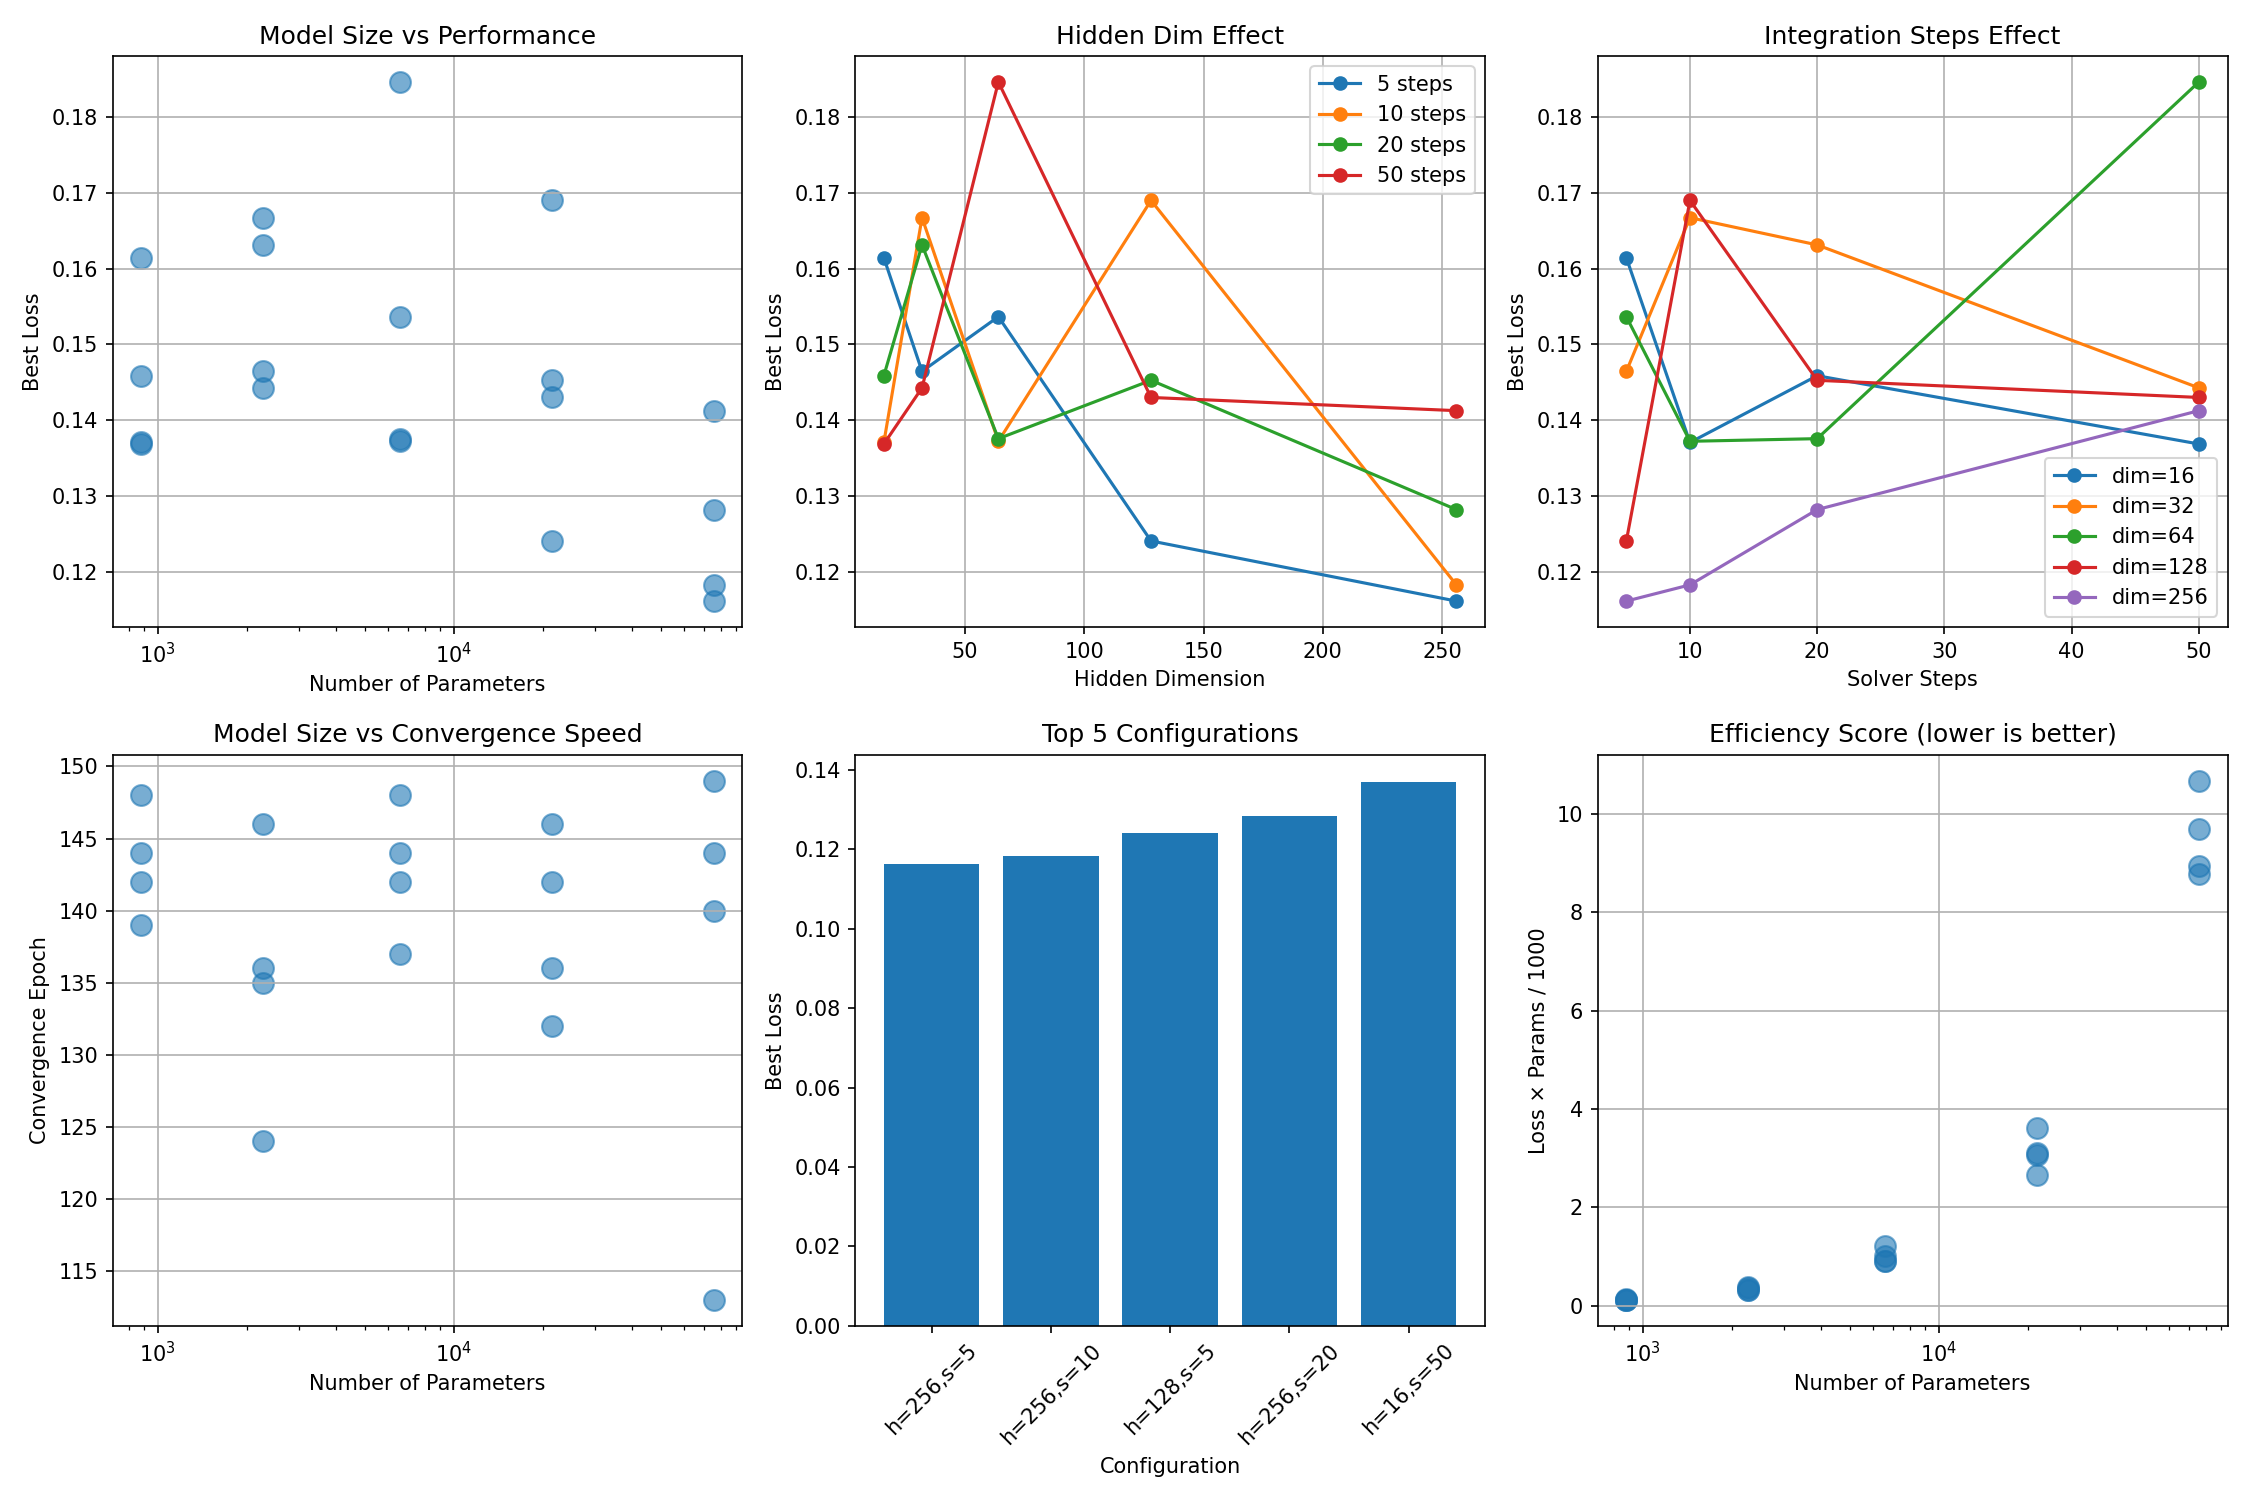 Model Size vs Performance
Best Loss
0.18
0.17
0.16
0.15
0.14
0.13
0.12
10³
10⁴
Number of Parameters
Hidden Dim Effect
Best Loss
0.18
0.17
0.16
0.15
0.14
0.13
0.12
5 steps
10 steps
20 steps
50 steps
50
100
150
200
250
Hidden Dimension
Integration Steps Effect
Best Loss
0.18
0.17
0.16
0.15
0.14
0.13
0.12
dim=16
dim=32
dim=64
dim=128
dim=256
10
20
30
40
50
Solver Steps
Model Size vs Convergence Speed
Convergence Epoch
150
145
140
135
130
125
120
115
10³
10⁴
Number of Parameters
Top 5 Configurations
Best Loss
0.14
0.12
0.10
0.08
0.06
0.04
0.02
0.00
h=256,s=5
h=256,s=10
h=128,s=5
h=256,s=20
h=16,s=50
Configuration
Efficiency Score (lower is better)
Loss × Params / 1000
10
8
6
4
2
0
10³
10⁴
Number of Parameters